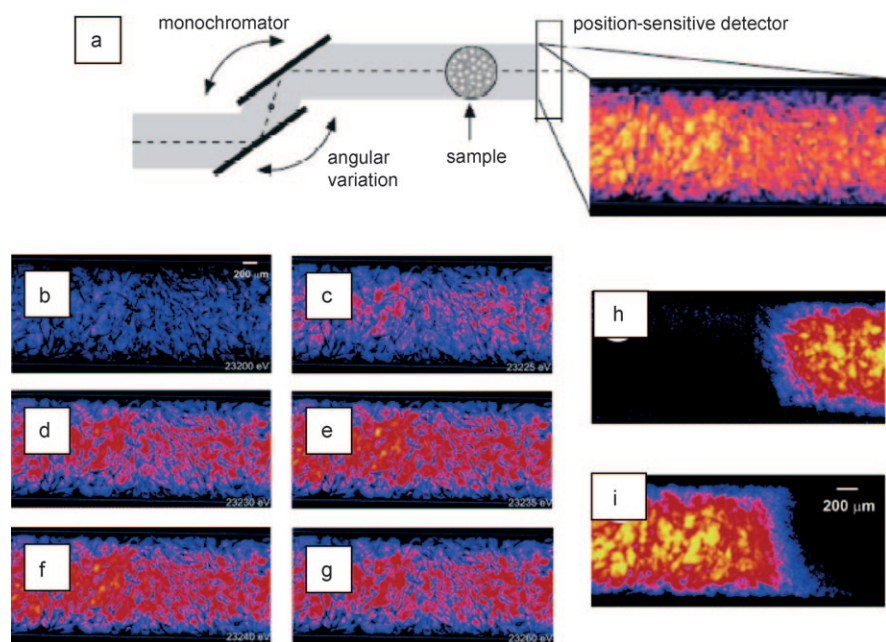 a
monochromator
position-sensitive detector
angular
variation
sample
b
200 µm
23200 eV
c
23225 eV
d
23230 eV
e
23235 eV
f
23240 eV
g
23260 eV
h
i
200 µm